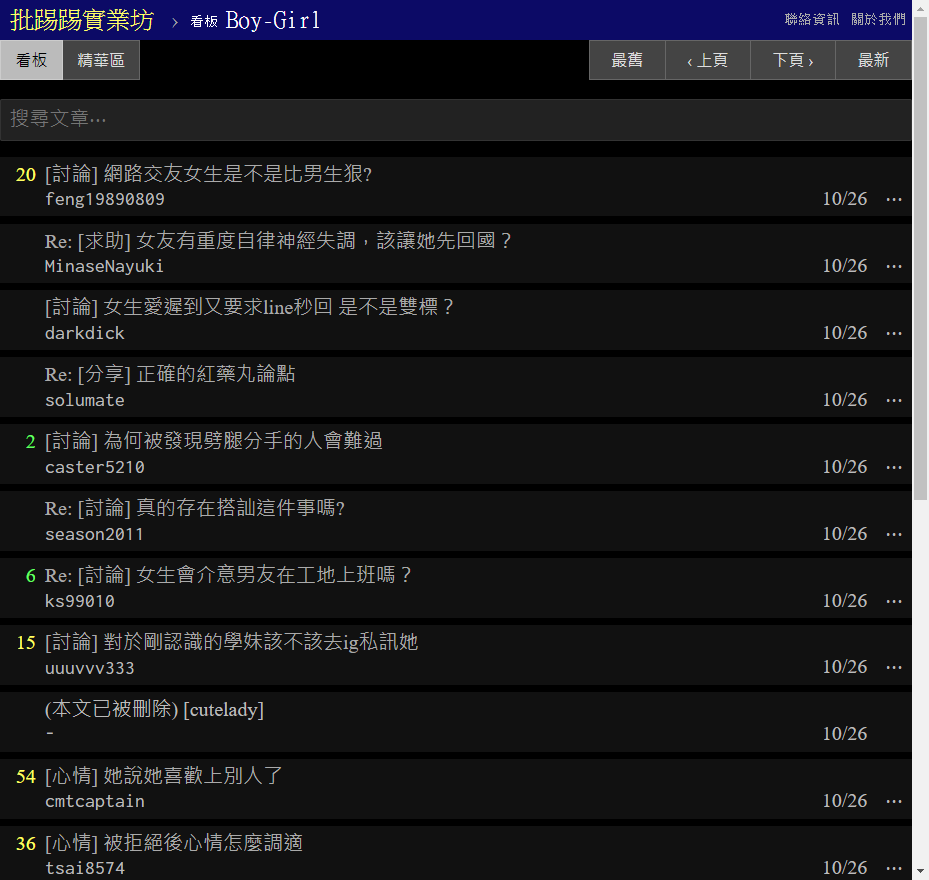 批踢踢實業坊 › 看板 Boy-Girl 聯絡資訊 關於我們
看板 精華區 最舊 ‹ 上頁 下頁 › 最新
搜尋文章⋯
20 [討論] 網路交友女生是不是比男生狠?
feng19890809 10/26 ⋯
Re: [求助] 女友有重度自律神經失調，該讓她先回國？
MinaseNayuki 10/26 ⋯
[討論] 女生愛遲到又要求line秒回 是不是雙標？
darkdick 10/26 ⋯
Re: [分享] 正確的紅藥丸論點
solumate 10/26 ⋯
2 [討論] 為何被發現劈腿分手的人會難過
caster5210 10/26 ⋯
Re: [討論] 真的存在搭訕這件事嗎?
season2011 10/26 ⋯
6 Re: [討論] 女生會介意男友在工地上班嗎？
ks99010 10/26 ⋯
15 [討論] 對於剛認識的學妹該不該去ig私訊她
uuuvvv333 10/26 ⋯
(本文已被刪除) [cutelady]
- 10/26
54 [心情] 她說她喜歡上別人了
cmtcaptain 10/26 ⋯
36 [心情] 被拒絕後心情怎麼調適
tsai8574 10/26 ⋯